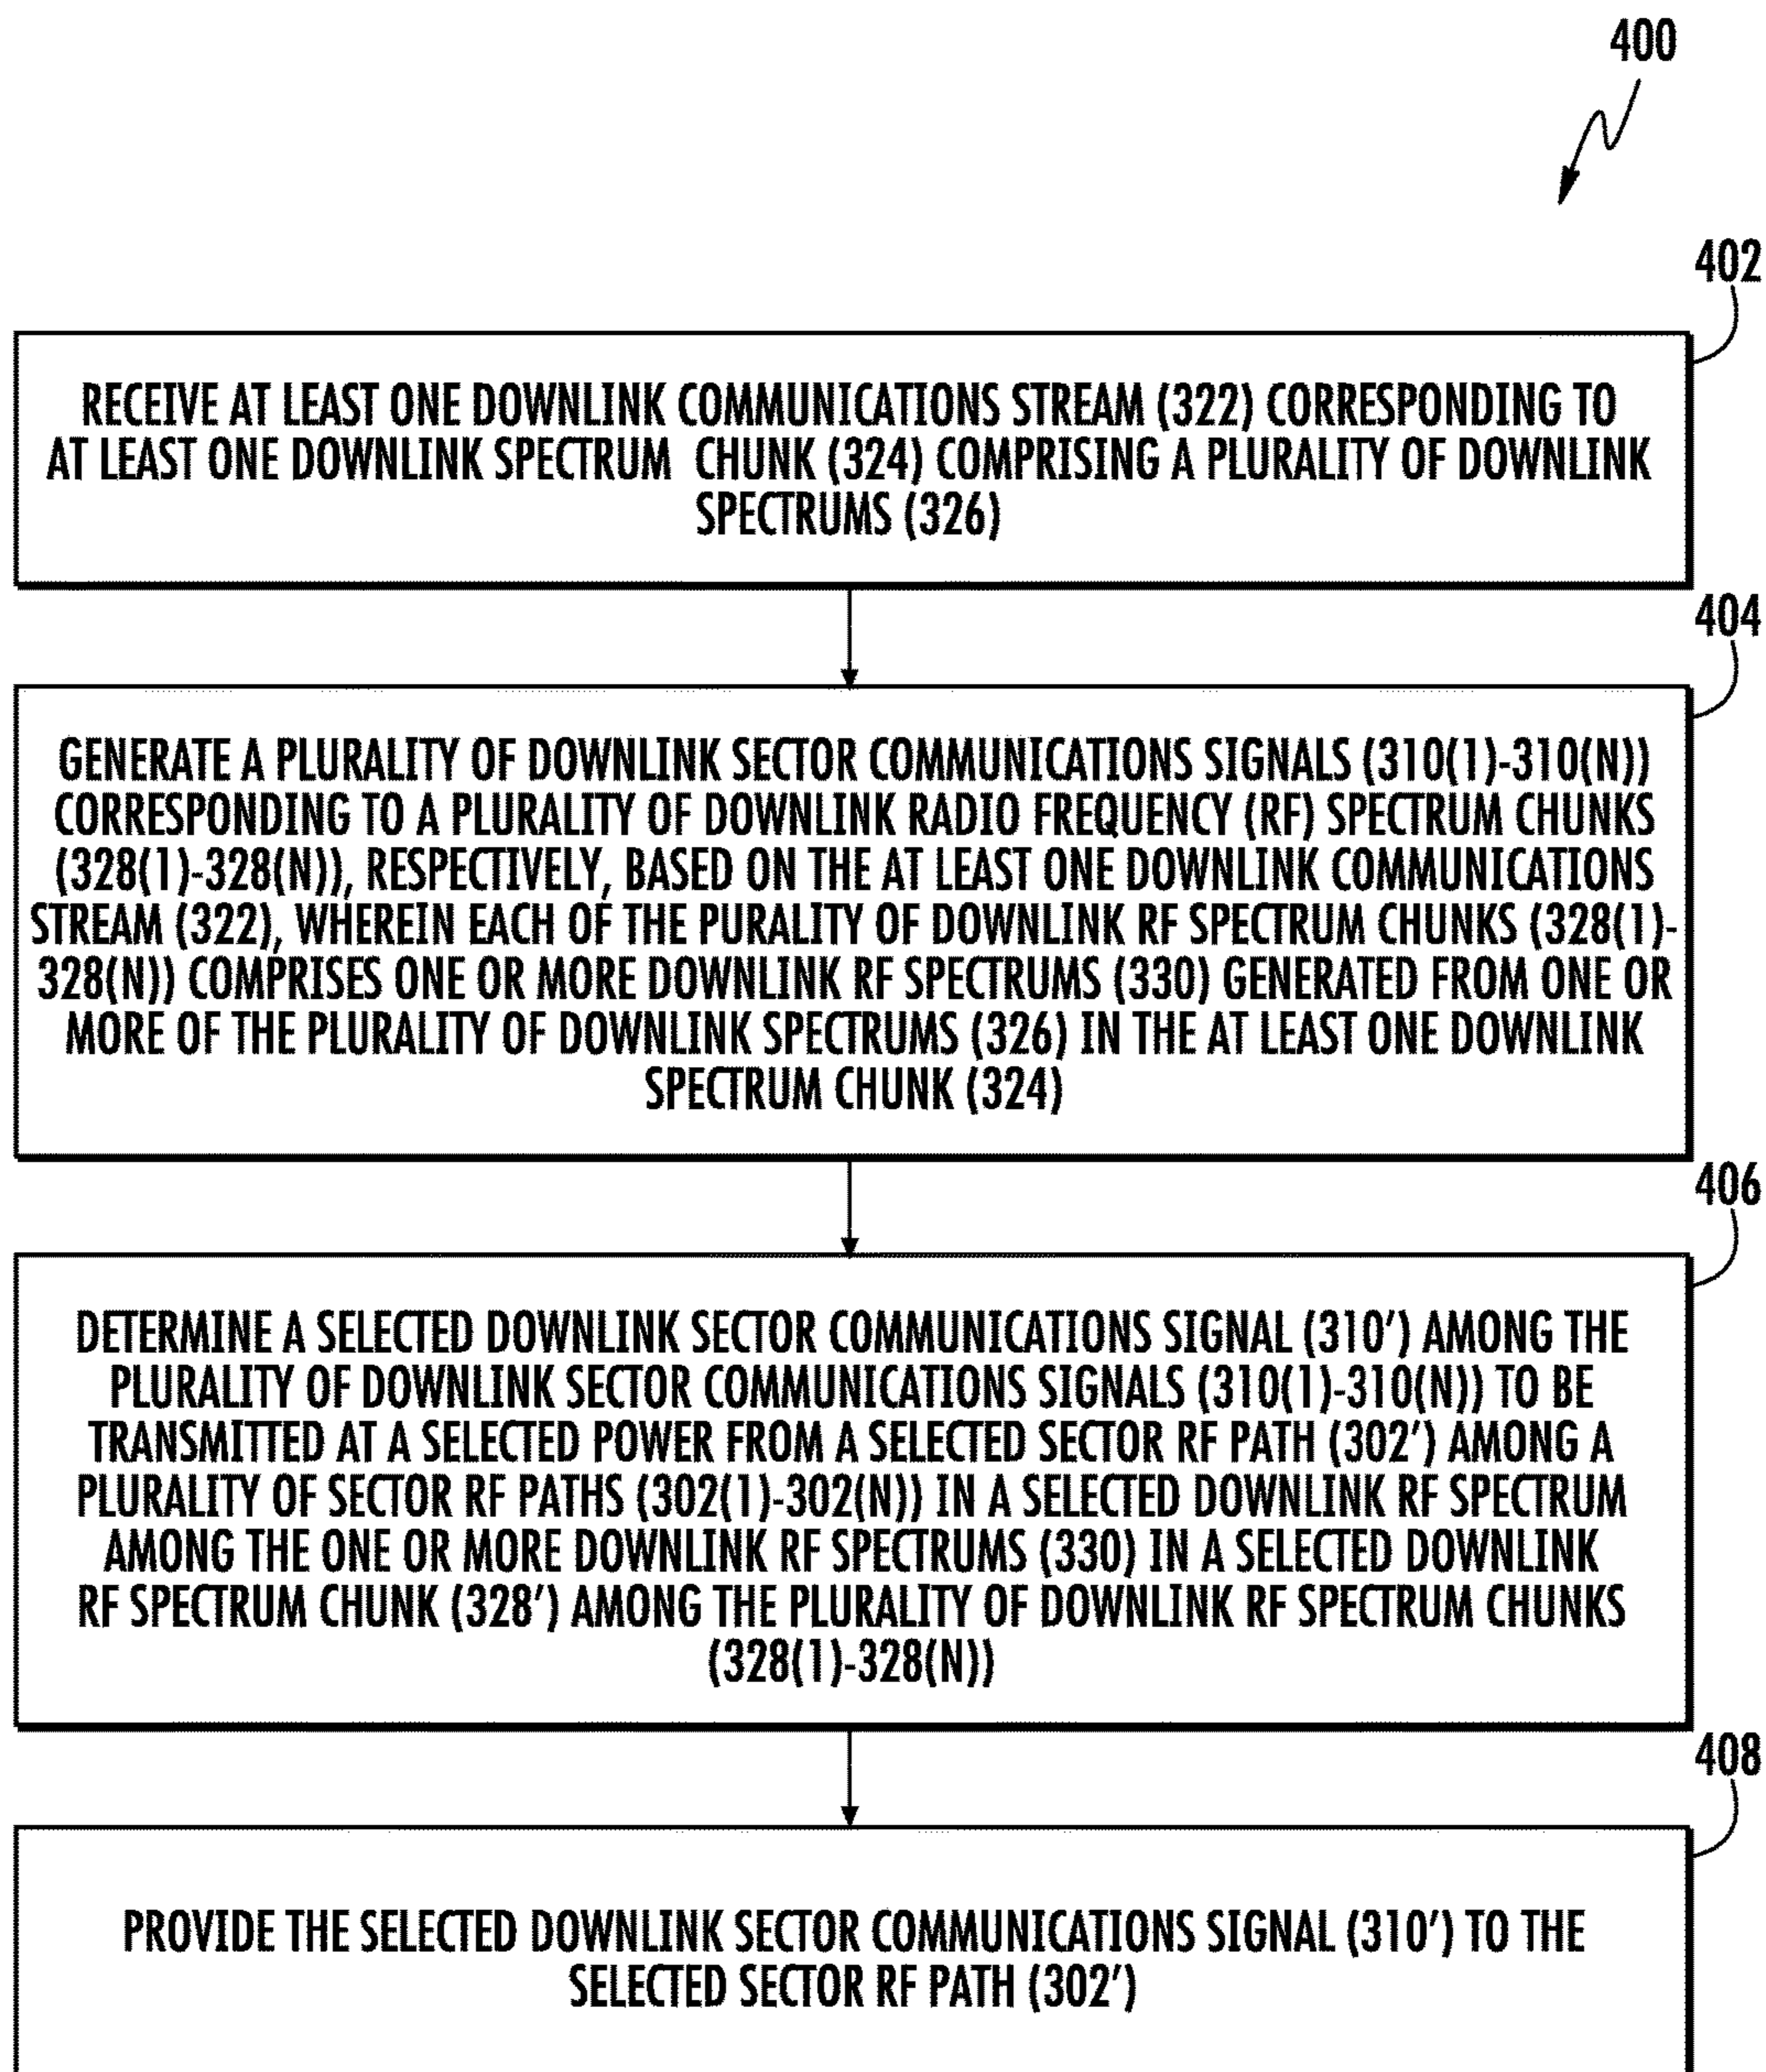 400
402
RECEIVE AT LEAST ONE DOWNLINK COMMUNICATIONS STREAM (322) CORRESPONDING TO
AT LEAST ONE DOWNLINK SPECTRUM CHUNK (324) COMPRISING A PLURALITY OF DOWNLINK
SPECTRUMS (326)
404
GENERATE A PLURALITY OF DOWNLINK SECTOR COMMUNICATIONS SIGNALS (310(1)-310(N))
CORRESPONDING TO A PLURALITY OF DOWNLINK RADIO FREQUENCY (RF) SPECTRUM CHUNKS
(328(1)-328(N)), RESPECTIVELY, BASED ON THE AT LEAST ONE DOWNLINK COMMUNICATIONS
STREAM (322), WHEREIN EACH OF THE PURALITY OF DOWNLINK RF SPECTRUM CHUNKS (328(1)-
328(N)) COMPRISES ONE OR MORE DOWNLINK RF SPECTRUMS (330) GENERATED FROM ONE OR
MORE OF THE PLURALITY OF DOWNLINK SPECTRUMS (326) IN THE AT LEAST ONE DOWNLINK
SPECTRUM CHUNK (324)
406
DETERMINE A SELECTED DOWNLINK SECTOR COMMUNICATIONS SIGNAL (310') AMONG THE
PLURALITY OF DOWNLINK SECTOR COMMUNICATIONS SIGNALS (310(1)-310(N)) TO BE
TRANSMITTED AT A SELECTED POWER FROM A SELECTED SECTOR RF PATH (302') AMONG A
PLURALITY OF SECTOR RF PATHS (302(1)-302(N)) IN A SELECTED DOWNLINK RF SPECTRUM
AMONG THE ONE OR MORE DOWNLINK RF SPECTRUMS (330) IN A SELECTED DOWNLINK
RF SPECTRUM CHUNK (328') AMONG THE PLURALITY OF DOWNLINK RF SPECTRUM CHUNKS
(328(1)-328(N))
408
PROVIDE THE SELECTED DOWNLINK SECTOR COMMUNICATIONS SIGNAL (310') TO THE
SELECTED SECTOR RF PATH (302')